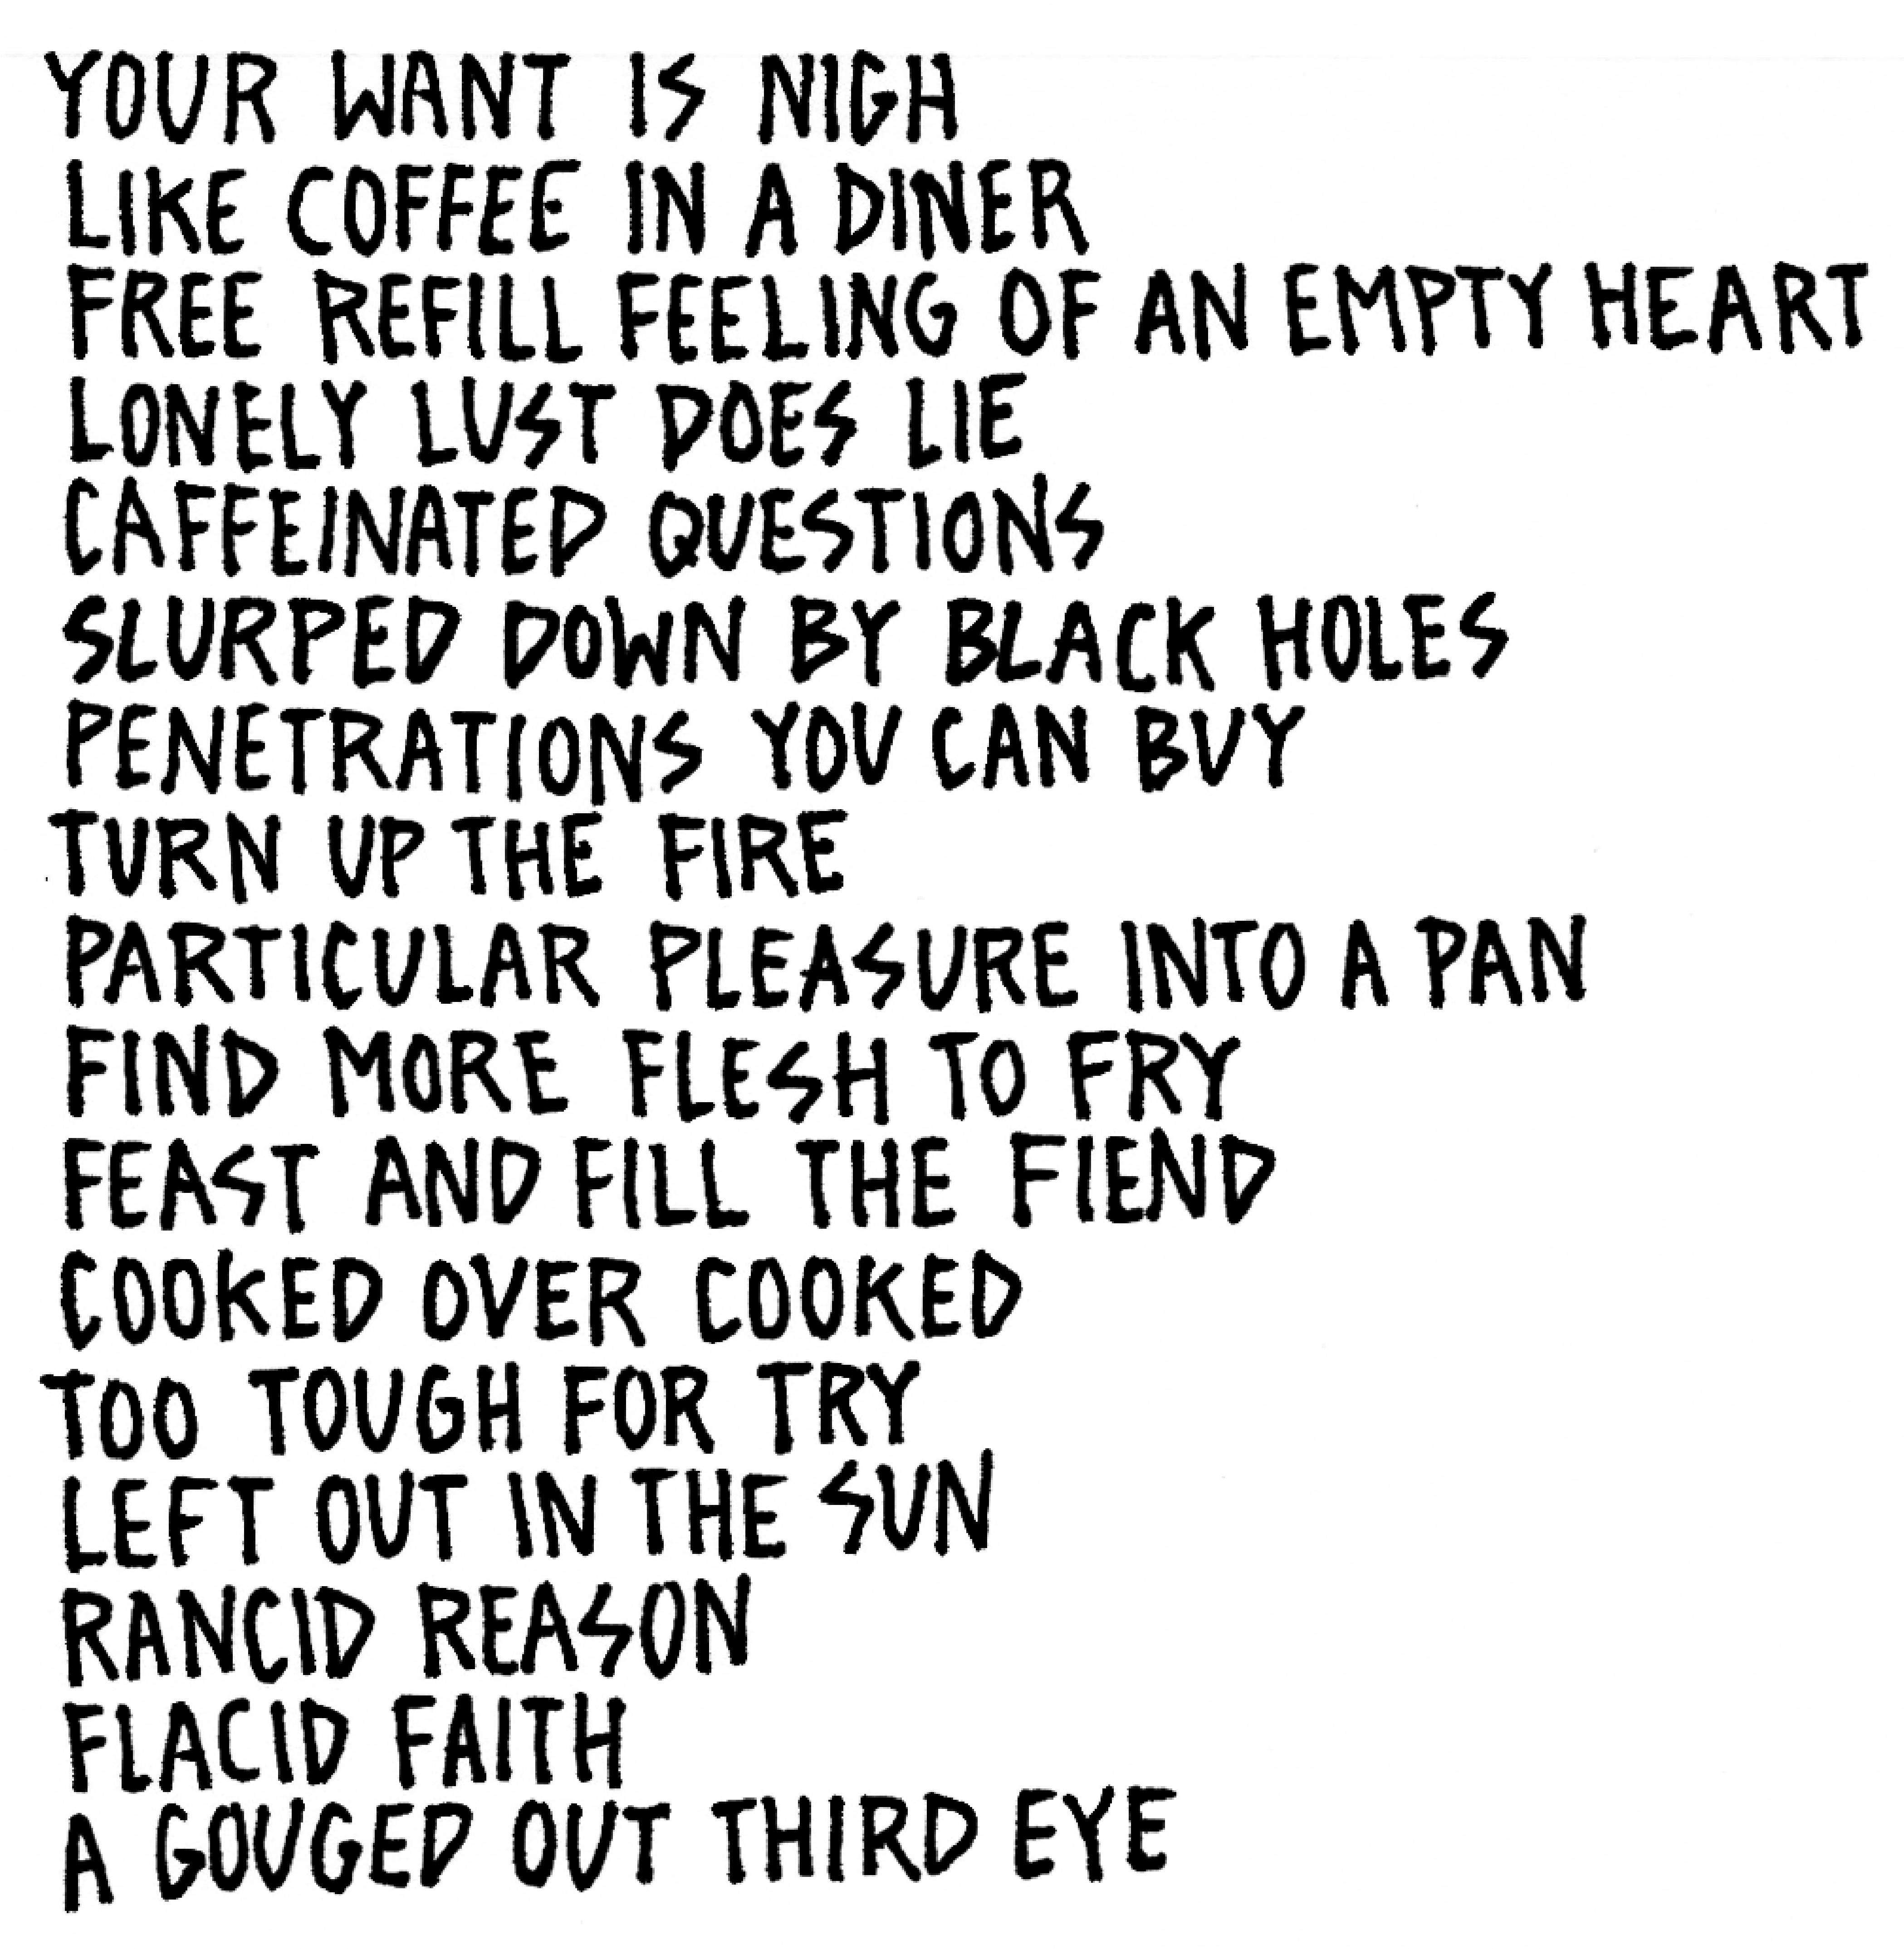 YOUR WANT IS NIGH
LIKE COFFEE IN A DINER
FREE REFILL FEELING OF AN EMPTY HEART
LONELY LUST DOES LIE
CAFFEINATED QUESTIONS
SLURPED DOWN BY BLACK HOLES
PENETRATIONS YOU CAN BUY
TURN UP THE FIRE
PARTICULAR PLEASURE INTO A PAN
FIND MORE FLESH TO FRY
FEAST AND FILL THE FIEND
COOKED OVER COOKED
TOO TOUGH FOR TRY
LEFT OUT IN THE SUN
RANCID REASON
FLACID FAITH
A GOUGED OUT THIRD EYE